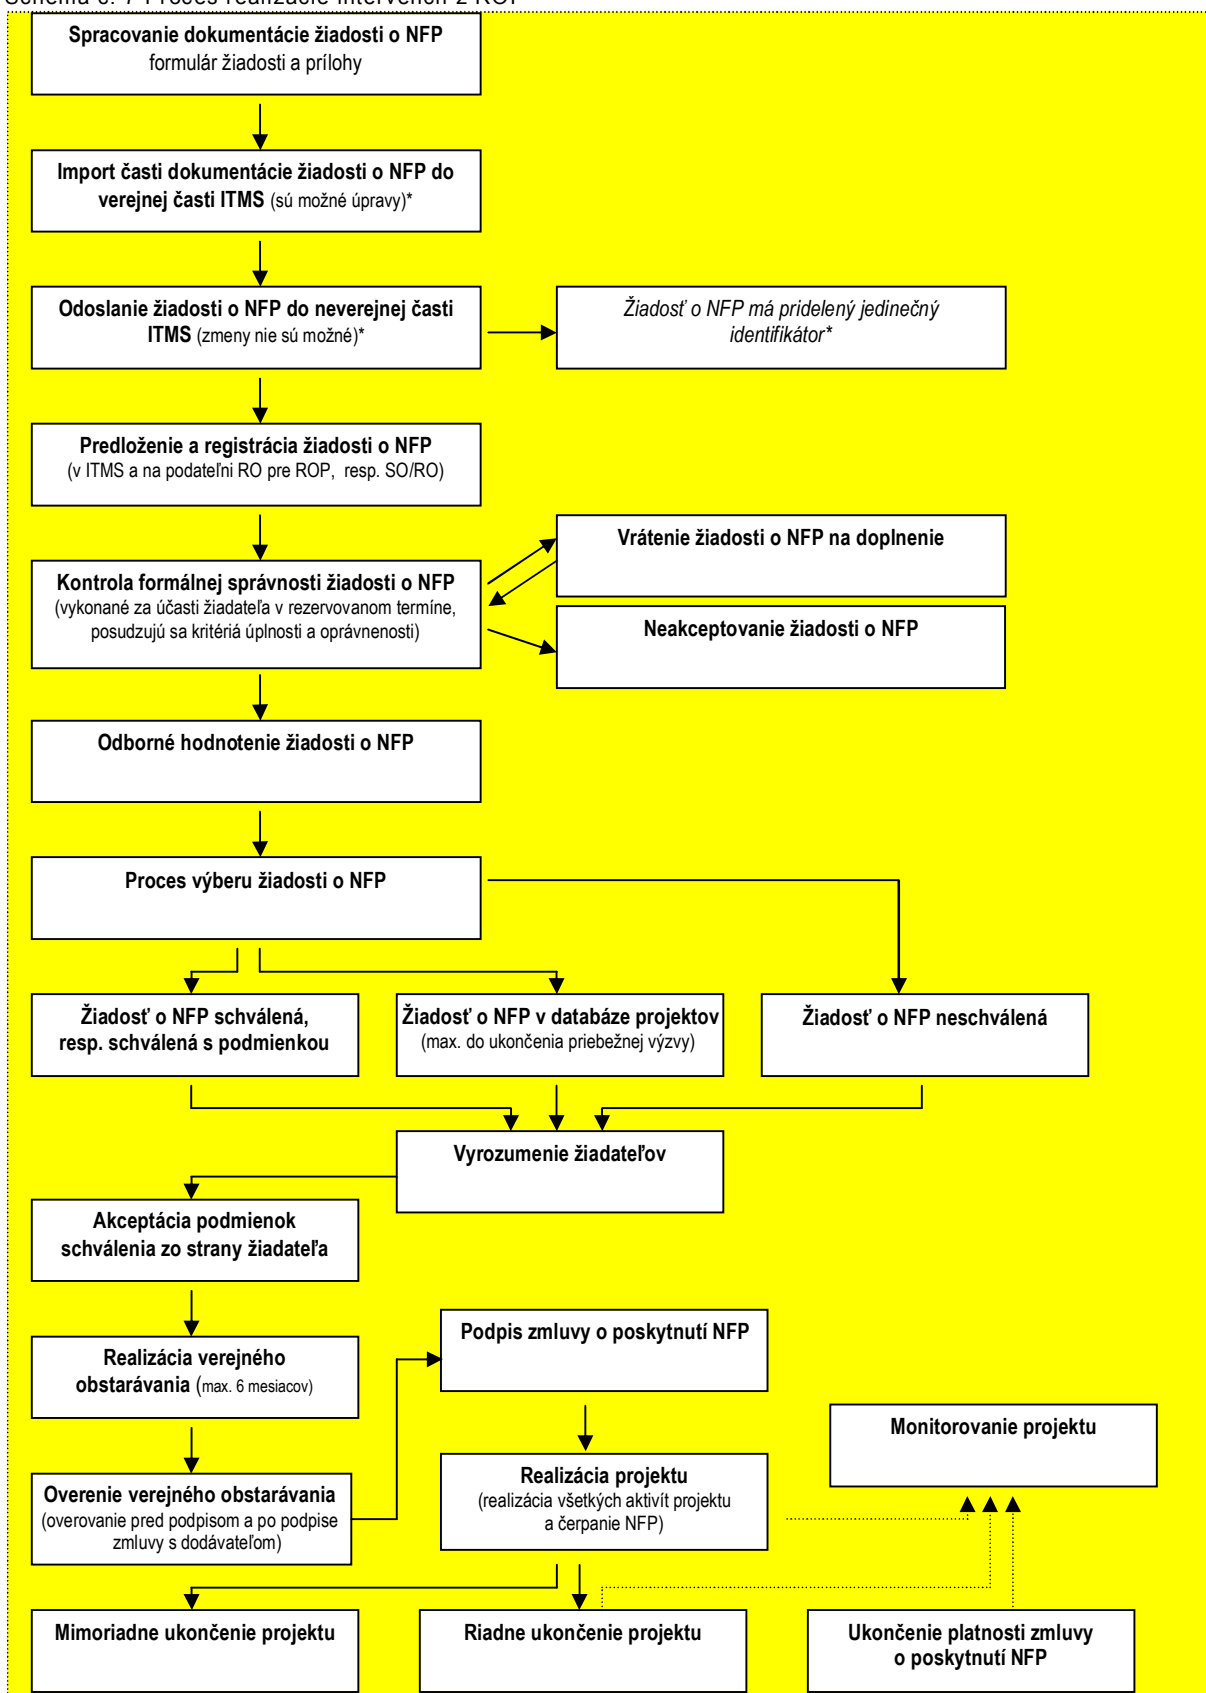 Schéma č. 7 Proces realizácie intervencií z ROP
Spracovanie dokumentácie žiadosti o NFP
formulár žiadosti a prílohy
Import časti dokumentácie žiadosti o NFP do
verejnej časti ITMS (sú možné úpravy)*
Odoslanie žiadosti o NFP do neverejnej časti
ITMS (zmeny nie sú možné)*
Žiadosť o NFP má pridelený jedinečný
identifikátor*
Predloženie a registrácia žiadosti o NFP
(v ITMS a na podateľni RO pre ROP, resp. SO/RO)
Vrátenie žiadosti o NFP na doplnenie
Kontrola formálnej správnosti žiadosti o NFP
(vykonané za účasti žiadateľa v rezervovanom termíne,
posudzujú sa kritériá úplnosti a oprávnenosti)
Neakceptovanie žiadosti o NFP
Odborné hodnotenie žiadosti o NFP
Proces výberu žiadosti o NFP
Žiadosť o NFP schválená,
resp. schválená s podmienkou
Žiadosť o NFP v databáze projektov
(max. do ukončenia priebežnej výzvy)
Žiadosť o NFP neschválená
Vyrozumenie žiadateľov
Akceptácia podmienok
schválenia zo strany žiadateľa
Realizácia verejného
obstarávania (max. 6 mesiacov)
Podpis zmluvy o poskytnutí NFP
Monitorovanie projektu
Overenie verejného obstarávania
(overovanie pred podpisom a po podpise
zmluvy s dodávateľom)
Realizácia projektu
(realizácia všetkých aktivít projektu
a čerpanie NFP)
Mimoriadne ukončenie projektu
Riadne ukončenie projektu
Ukončenie platnosti zmluvy
o poskytnutí NFP